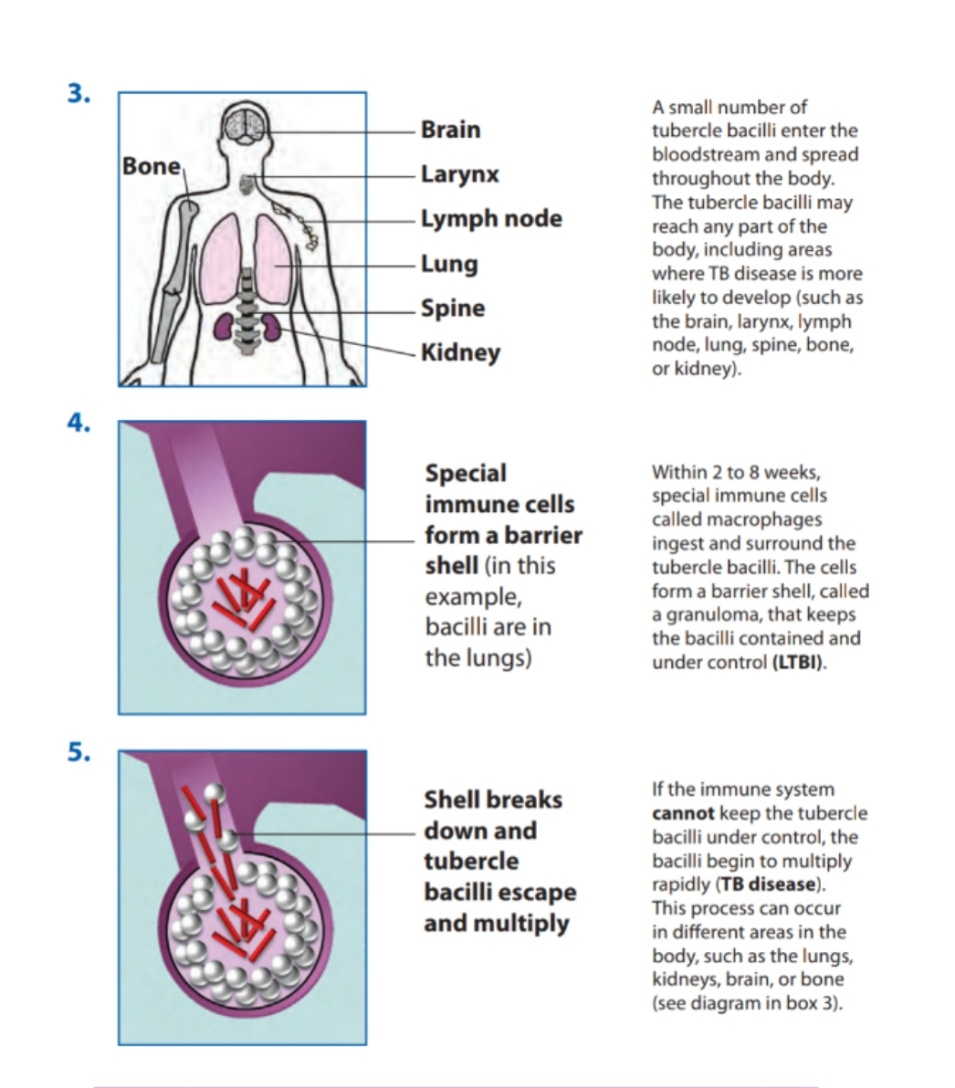 3.
Bone
Brain
Larynx
Lymph node
Lung
Spine
Kidney
A small number of
tubercle bacilli enter the
bloodstream and spread
throughout the body.
The tubercle bacilli may
reach any part of the
body, including areas
where TB disease is more
likely to develop (such as
the brain, larynx, lymph
node, lung, spine, bone,
or kidney).
4.
Special
immune cells
form a barrier
shell (in this
example,
bacilli are in
the lungs)
Within 2 to 8 weeks,
special immune cells
called macrophages
ingest and surround the
tubercle bacilli. The cells
form a barrier shell, called
a granuloma, that keeps
the bacilli contained and
under control (LTBI).
5.
Shell breaks
down and
tubercle
bacilli escape
and multiply
If the immune system
cannot keep the tubercle
bacilli under control, the
bacilli begin to multiply
rapidly (TB disease).
This process can occur
in different areas in the
body, such as the lungs,
kidneys, brain, or bone
(see diagram in box 3).